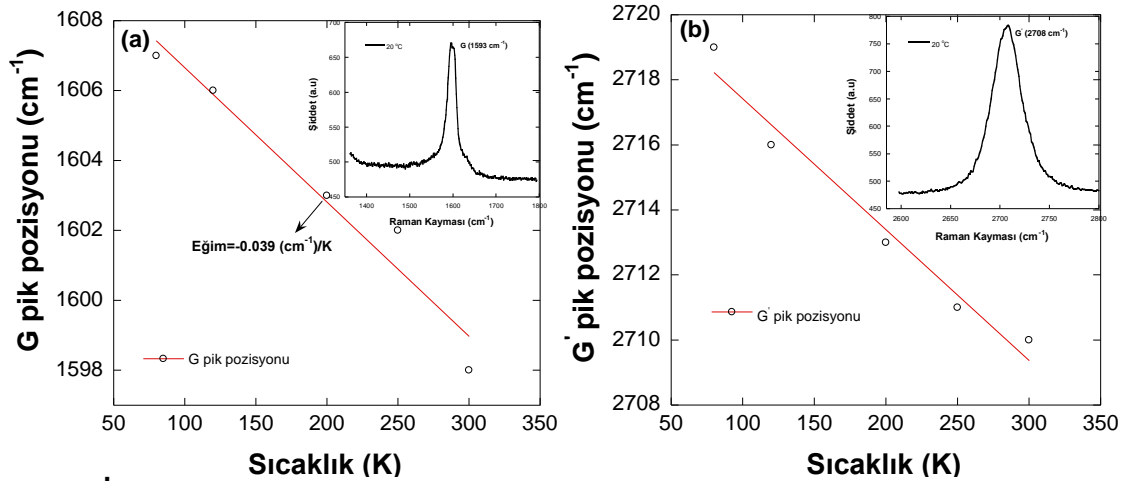 (a)
G pik pozisyonu (cm⁻¹)
1608
1606
1604
1602
1600
1598
50 100 150 200 250 300 350
Sıcaklık (K)
Eğim=-0.039 (cm⁻¹)/K
G pik pozisyonu
Şiddet (a.u)
700
650
600
550
500
450
20 °C
G (1593 cm⁻¹)
1400 1500 1600 1700 1800
Raman Kayması (cm⁻¹)
(b)
G' pik pozisyonu (cm⁻¹)
2720
2718
2716
2714
2712
2710
2708
50 100 150 200 250 300 350
Sıcaklık (K)
G' pik pozisyonu
Şiddet (a.u)
800
750
700
650
600
550
500
450
20 °C
G' (2708 cm⁻¹)
2600 2650 2700 2750 2800
Raman Kayması (cm⁻¹)